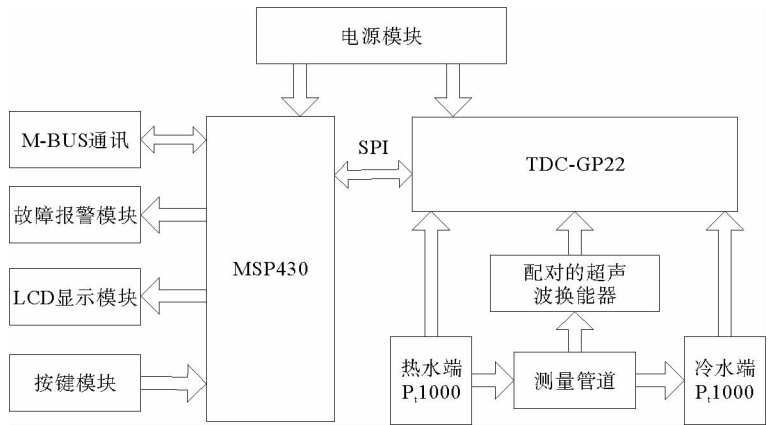 电源模块
M-BUS通讯
SPI
TDC-GP22
故障报警模块
MSP430
配对的超声
波换能器
LCD显示模块
按键模块
热水端
Pt1000
测量管道
冷水端
Pt1000